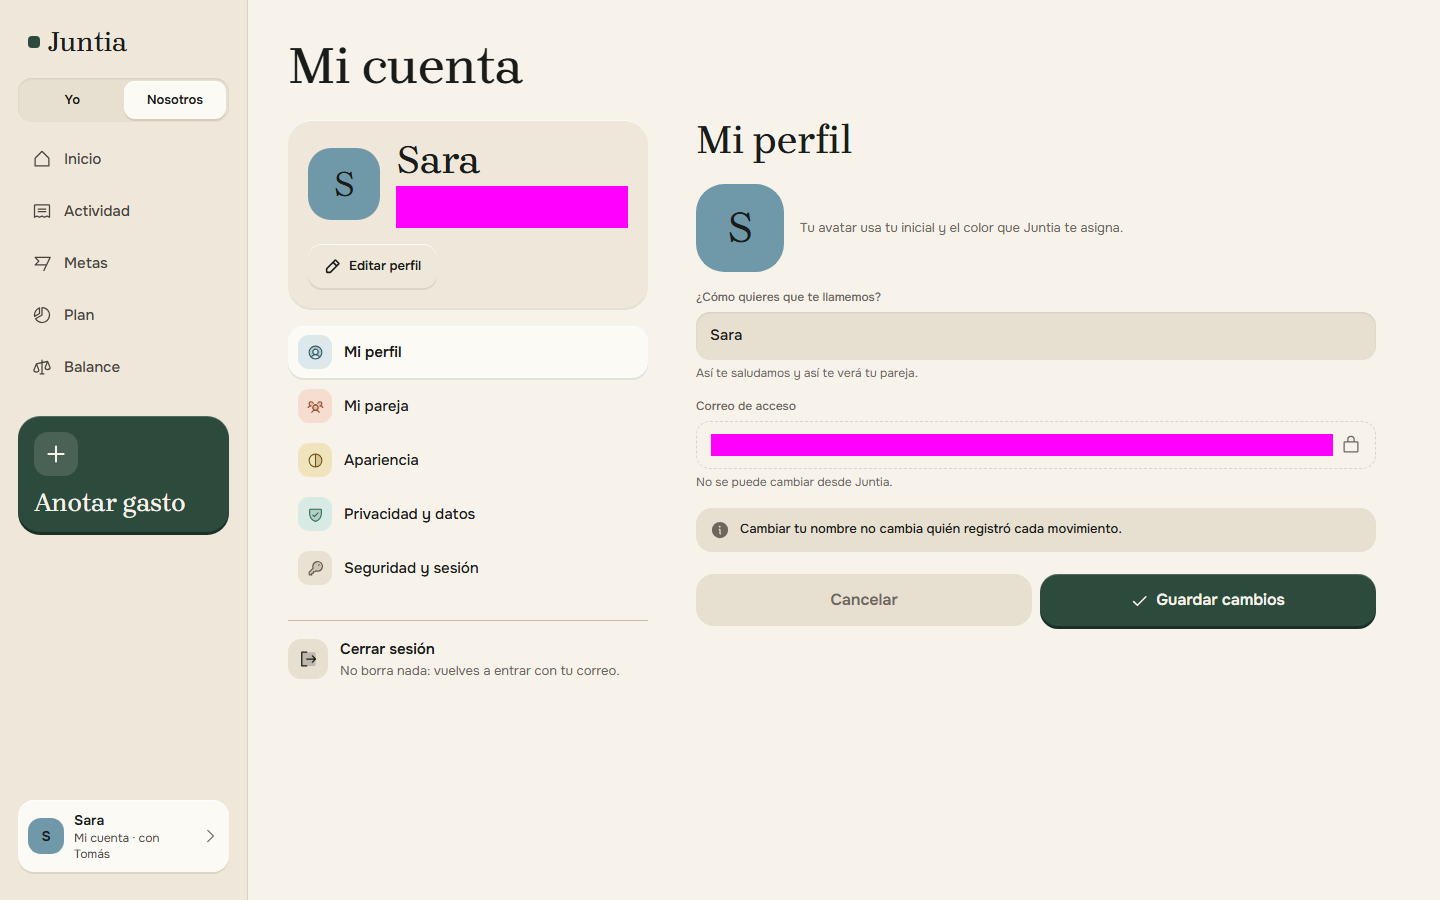 Juntia
Yo
Nosotros
Inicio
Actividad
Metas
Plan
Balance
Anotar gasto
S
Sara
Mi cuenta · con
Tomás
Mi cuenta
S
Sara
Editar perfil
Mi perfil
Mi pareja
Apariencia
Privacidad y datos
Seguridad y sesión
Cerrar sesión
No borra nada: vuelves a entrar con tu correo.
Mi perfil
S
Tu avatar usa tu inicial y el color que Juntia te asigna.
¿Cómo quieres que te llamemos?
Sara
Así te saludamos y así te verá tu pareja.
Correo de acceso
No se puede cambiar desde Juntia.
Cambiar tu nombre no cambia quién registró cada movimiento.
Cancelar
Guardar cambios